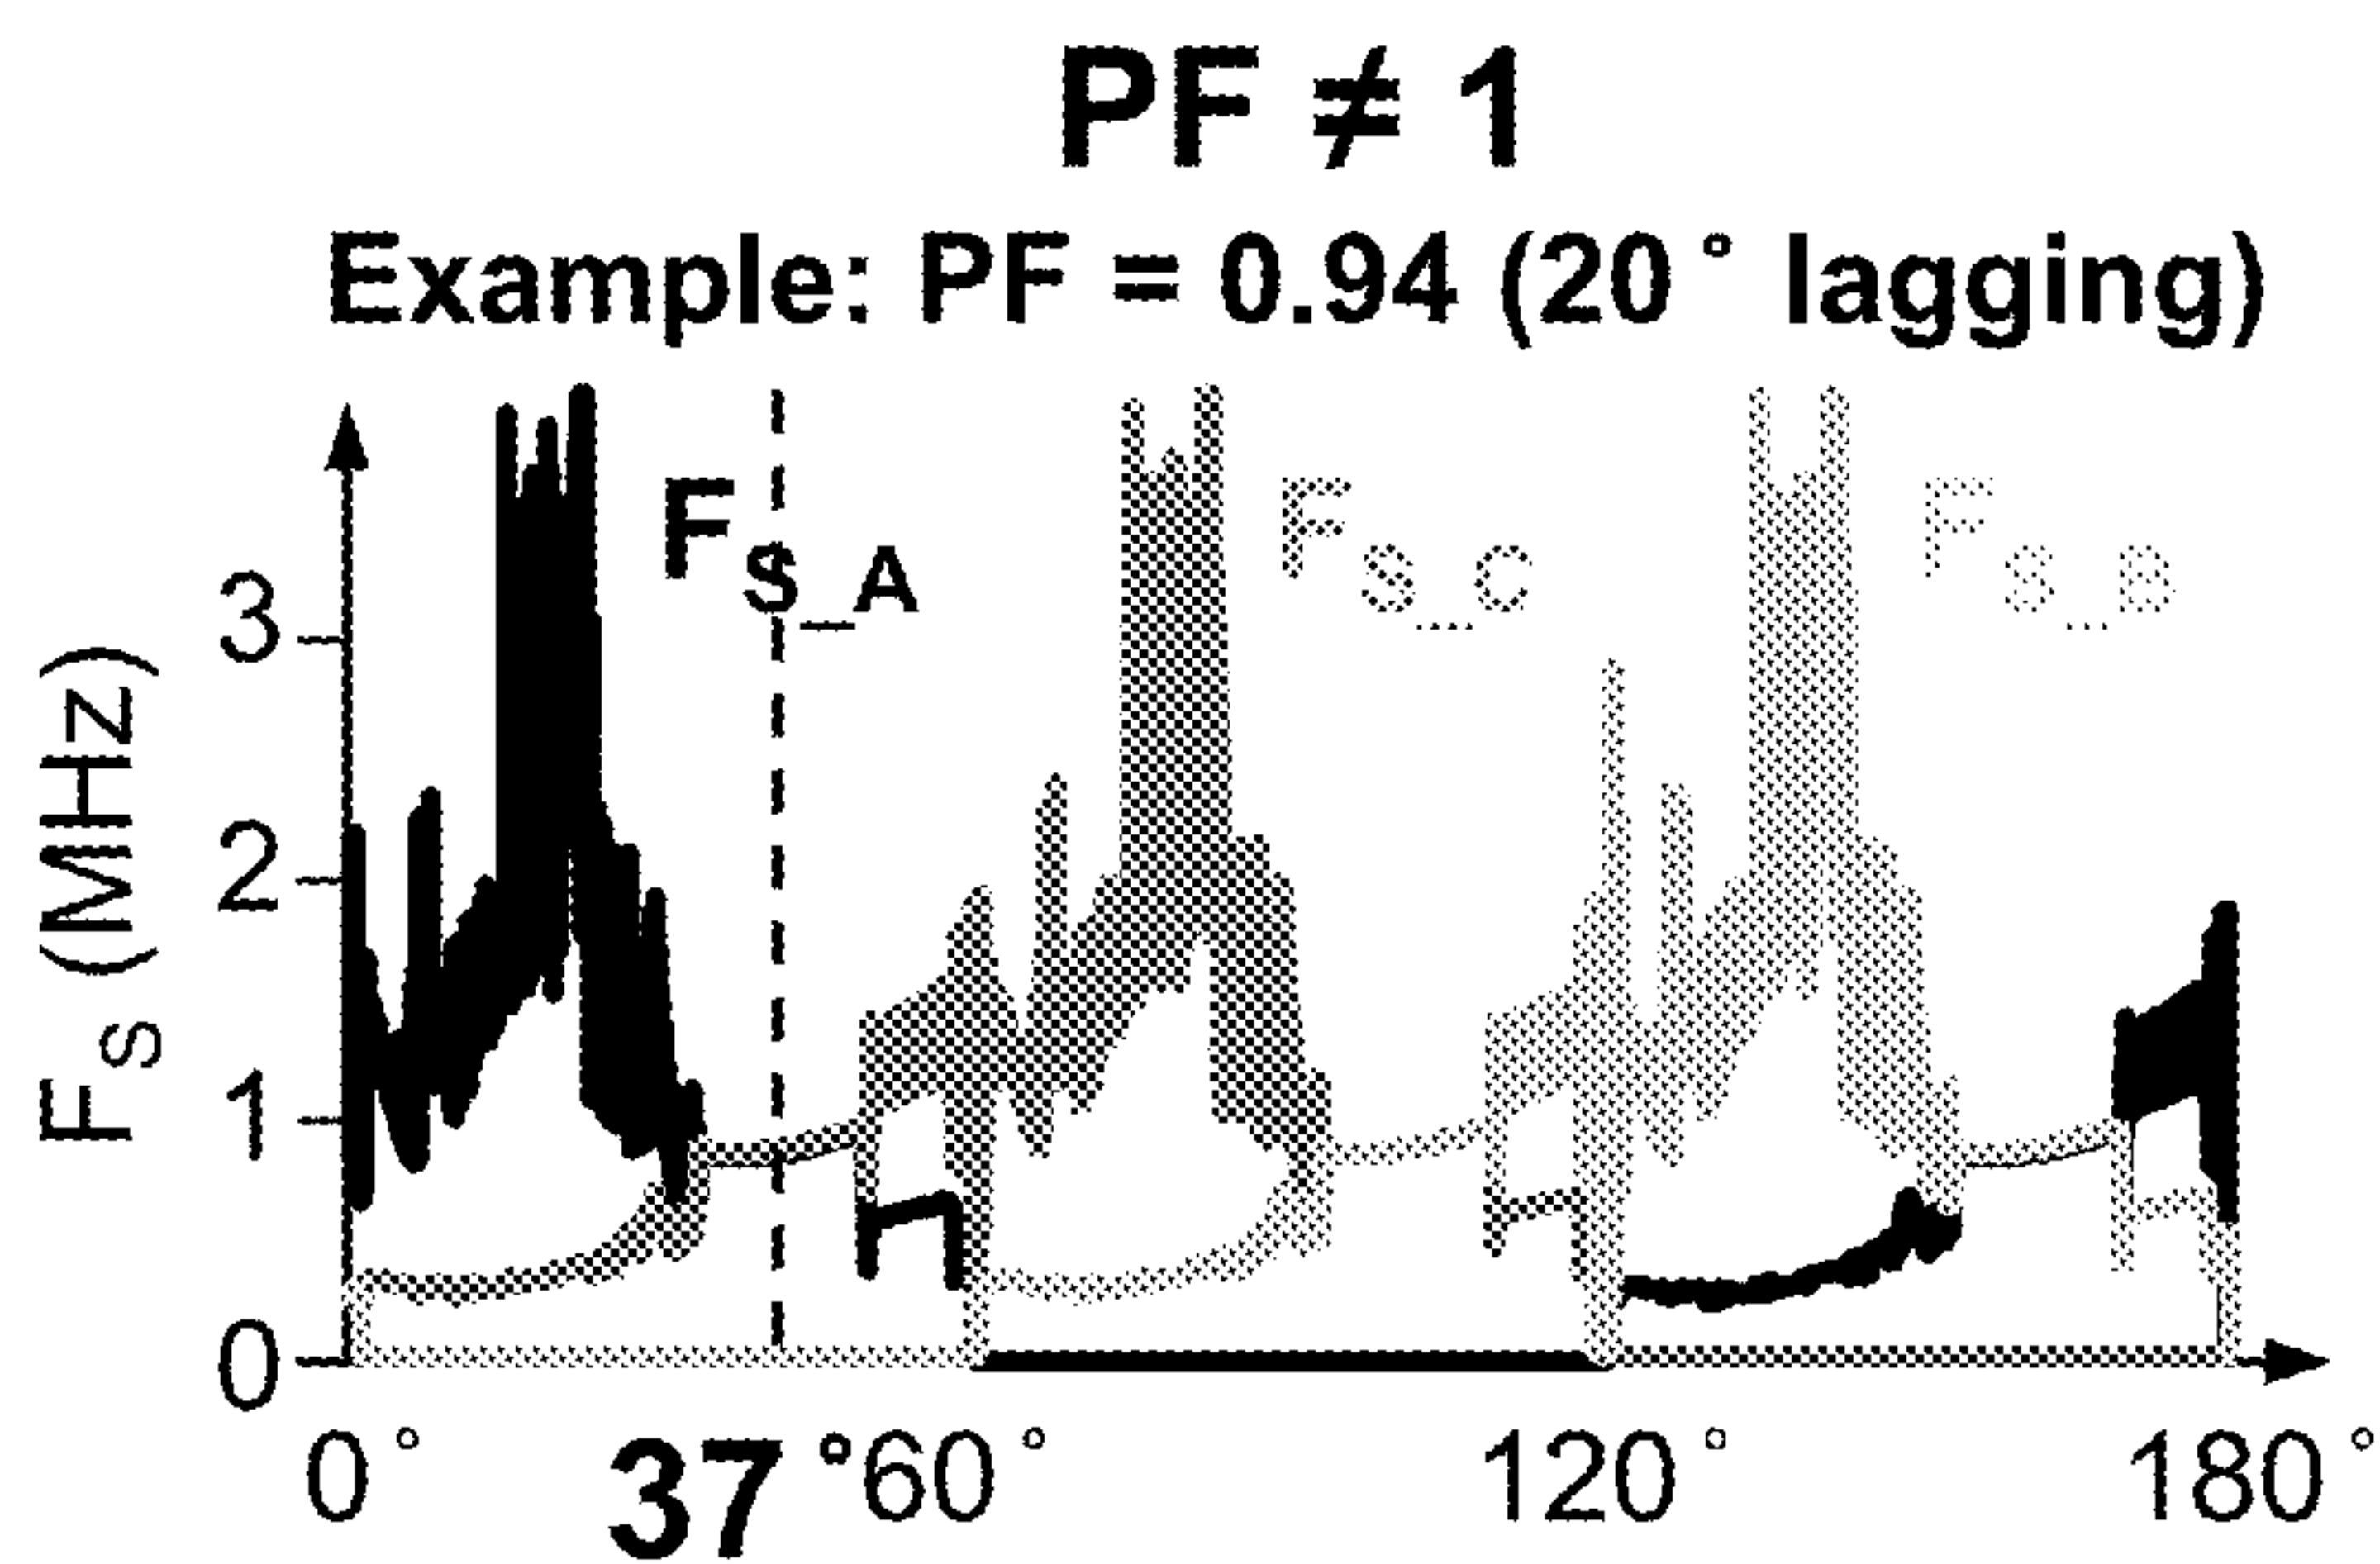 PF ≠ 1
Example: PF = 0.94 (20° lagging)
F_S_A F_S_C F_S_B
F_S (MHz)
3
2
1
0
0° 37° 60° 120° 180°